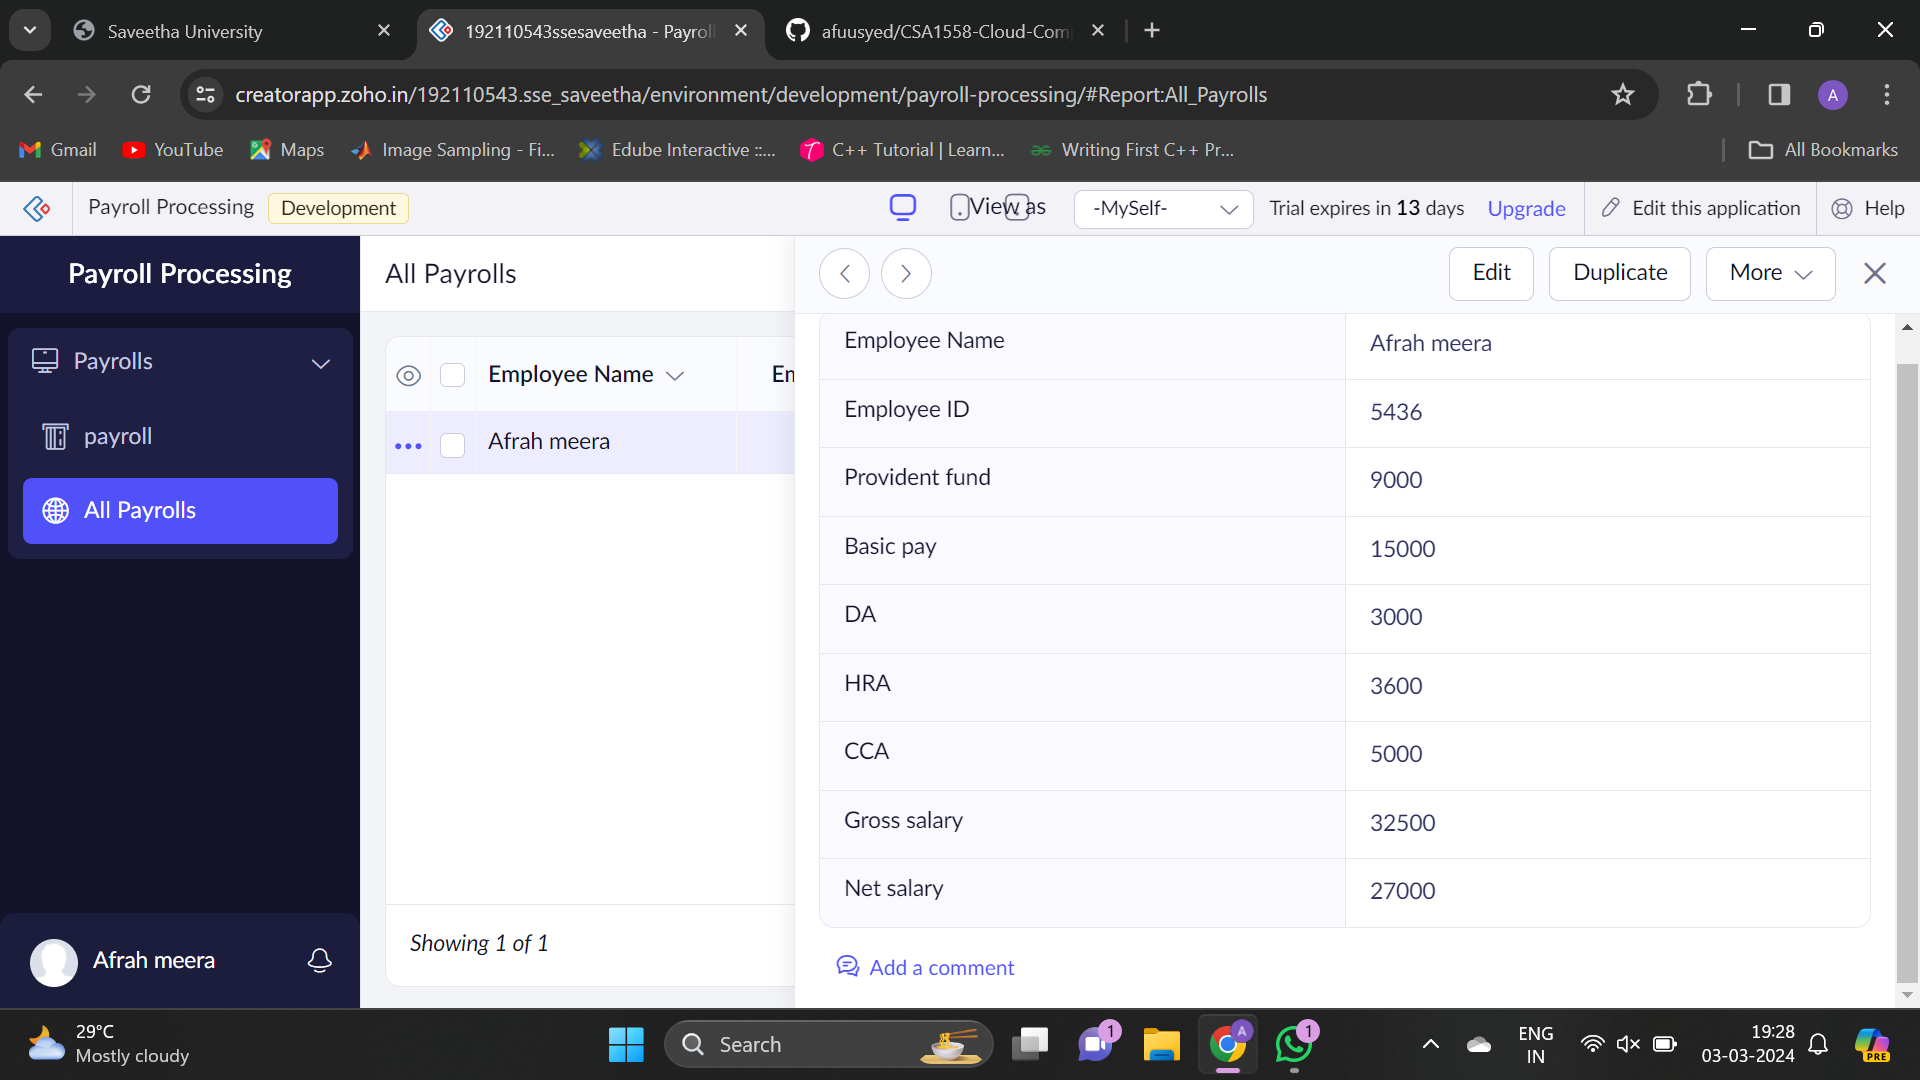 Saveetha University
192110543ssesaveetha - Payroll
afuusyed/CSA1558-Cloud-Com
creatorapp.zoho.in/192110543.sse_saveetha/environment/development/payroll-processing/#Report:All_Payrolls
A
Gmail
YouTube
Maps
Image Sampling - Fi...
Edube Interactive ::...
C++ Tutorial | Learn...
Writing First C++ Pr...
All Bookmarks
Payroll Processing
Development
View as
-MySelf-
Trial expires in 13 days
Upgrade
Edit this application
Help
Payroll Processing
Payrolls
payroll
All Payrolls
Afrah meera
All Payrolls
Employee Name
Em
Afrah meera
Showing 1 of 1
Edit
Duplicate
More
Employee Name Afrah meera
Employee ID 5436
Provident fund 9000
Basic pay 15000
DA 3000
HRA 3600
CCA 5000
Gross salary 32500
Net salary 27000
Add a comment
29°C
Mostly cloudy
Search
1
A
1
ENG
IN
19:28
03-03-2024
PRE